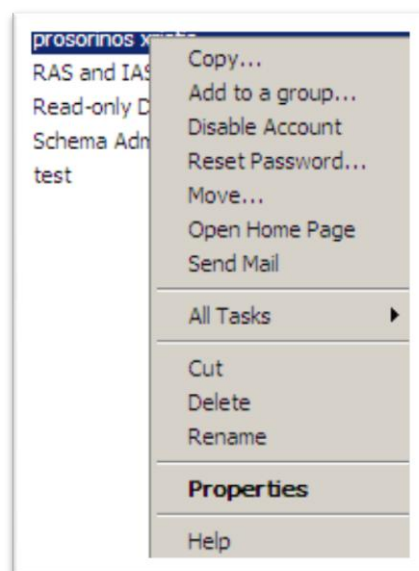 prosorinos
RAS and IAS
Read-only D
Schema Adm
test
Copy...
Add to a group...
Disable Account
Reset Password...
Move...
Open Home Page
Send Mail
All Tasks
Cut
Delete
Rename
Properties
Help